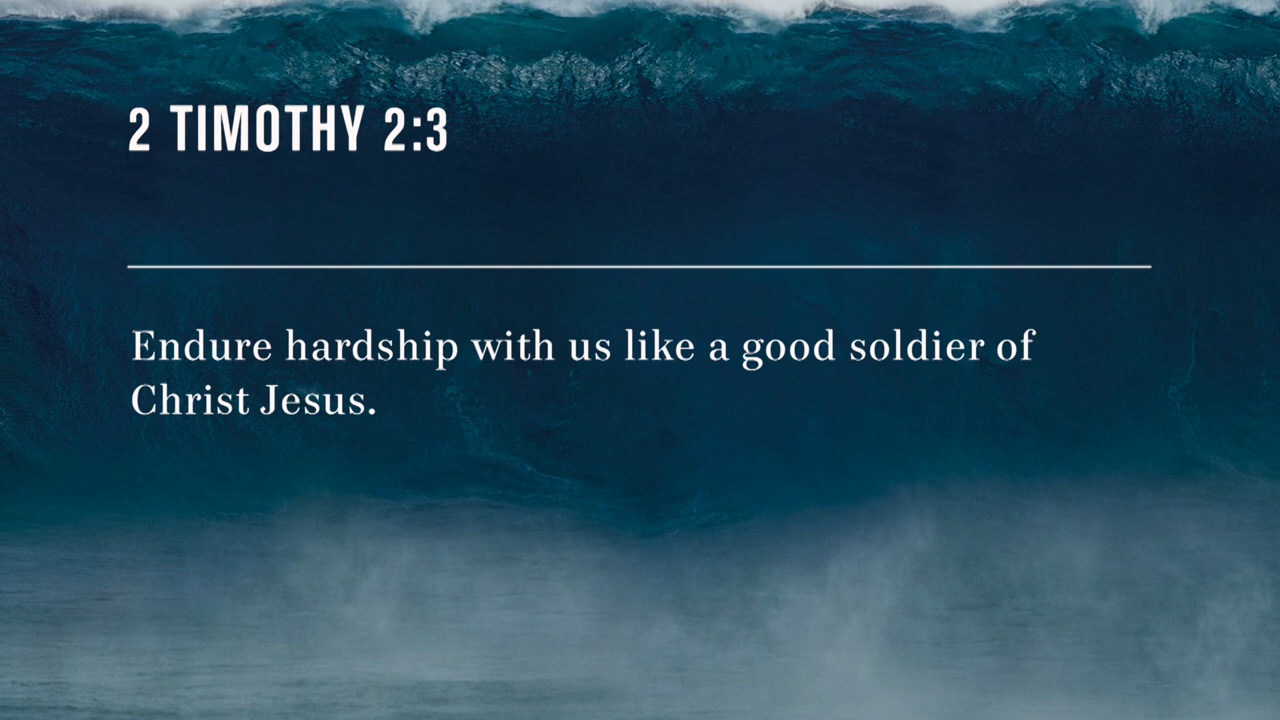 2 TIMOTHY 2:3
Endure hardship with us like a good soldier of
Christ Jesus.